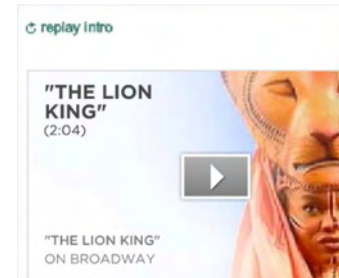 replay intro
"THE LION
KING"
(2:04)
"THE LION KING"
ON BROADWAY